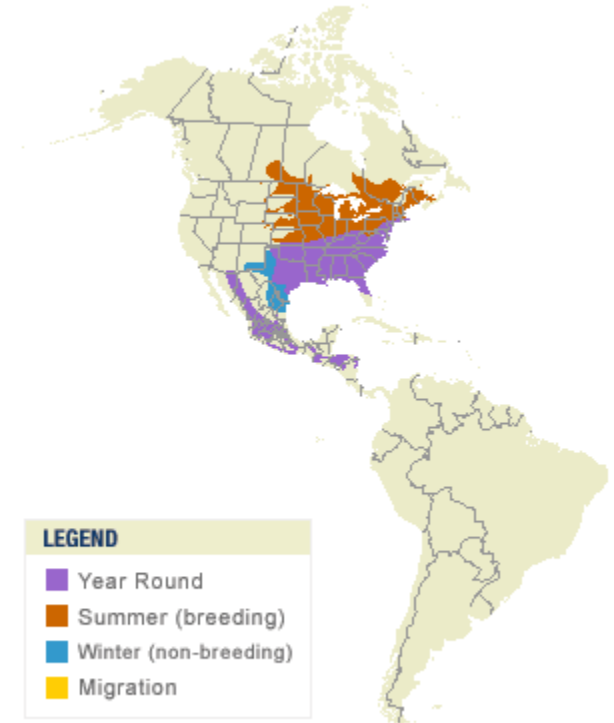 LEGEND
Year Round
Summer (breeding)
Winter (non-breeding)
Migration